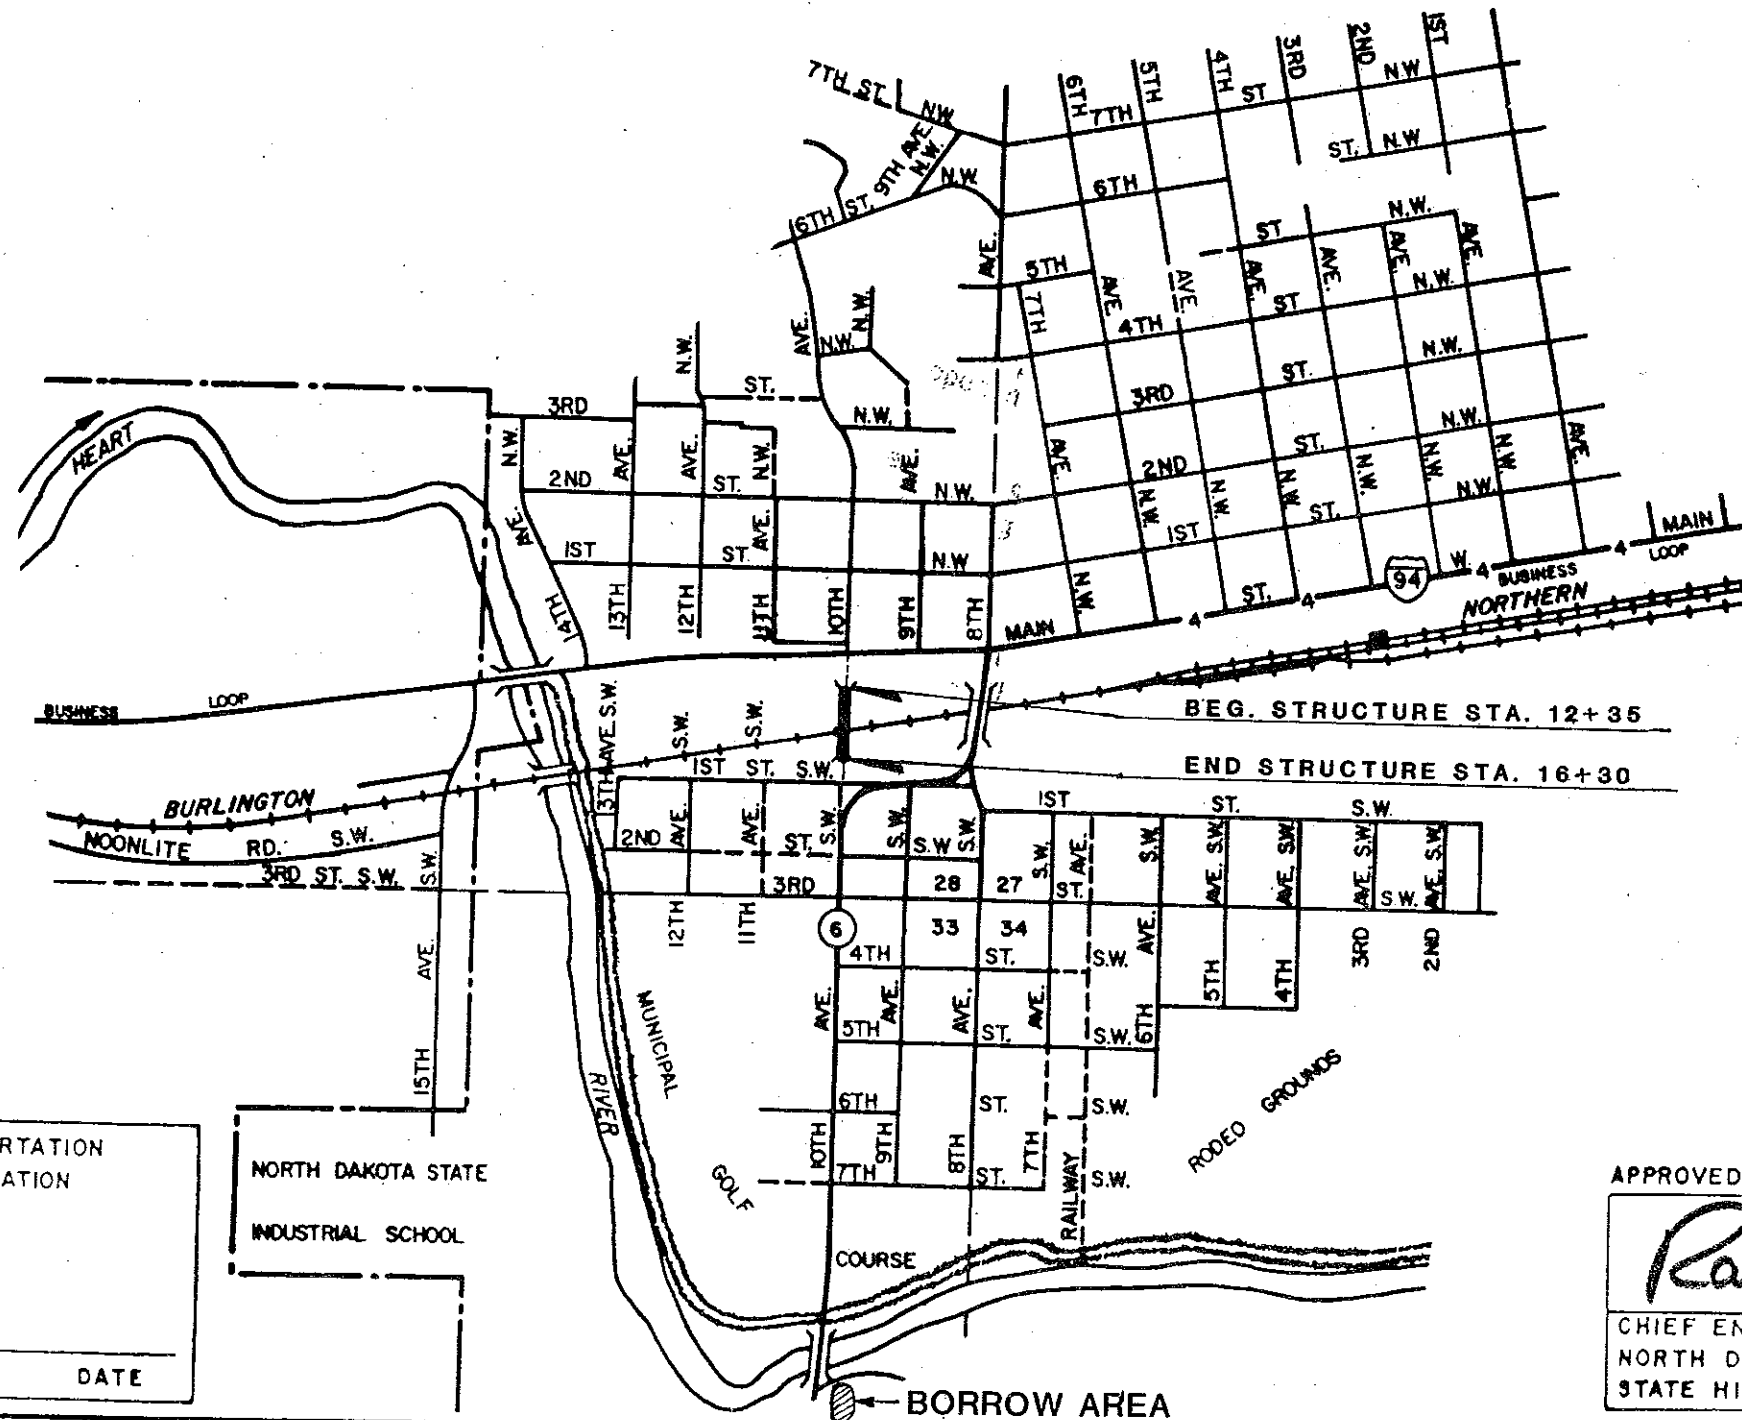 7TH ST. NW
9TH AVE. N.W.
6TH ST. N.W.
6TH
5TH
4TH
3RD
2ND
1ST
7TH ST N.W
ST. N.W
6TH
ST N.W.
5TH
AVE.
7TH
AVE.
AVE.
AVE.
AVE.
AVE.
AVE.
4TH ST N.W.
AVE.
N.W.
N.W.
N.W.
3RD ST. N.W.
3RD ST.
N.W.
N.W.
HEART
N.W.
AVE.
AVE.
N.W.
AVE.
AVE.
2ND ST. N.W.
AVE.
N.W.
N.W.
N.W.
N.W.
N.W.
N.W.
2ND ST. N.W.
AVE.
AVE.
1ST ST. N.W
1ST ST. N.W.
14TH
13TH
12TH
11TH
10TH
9TH
8TH
N.W.
MAIN ST. W.
4
4
94
4
4
BUSINESS
MAIN
LOOP
NORTHERN
BUSINESS LOOP
BEG. STRUCTURE STA. 12+35
END STRUCTURE STA. 16+30
13TH AVE S.W.
S.W.
S.W.
1ST ST. S.W.
BURLINGTON
NOONLITE RD. S.W.
3RD ST. S.W.
S.W.
1ST ST. S.W.
2ND ST. S.W
AVE.
AVE.
S.W.
S.W.
S.W.
S.W.
AVE.
S.W.
AVE. S.W.
AVE. S.W.
AVE. S.W.
AVE. S.W.
3RD ST. S.W.
28 27
33 34
6
12TH
11TH
4TH ST. S.W.
AVE.
5TH
4TH
3RD
2ND
AVE.
AVE.
AVE.
AVE.
AVE.
5TH ST. S.W.
6TH
15TH
MUNICIPAL
RIVER
6TH ST. S.W.
10TH
9TH
8TH
7TH
7TH ST. S.W.
RAILWAY
RODEO GROUNDS
GOLF
COURSE
NORTH DAKOTA STATE
INDUSTRIAL SCHOOL
RTATION
ATION
DATE
APPROVED
Ra
CHIEF EN
NORTH D
STATE HI
BORROW AREA